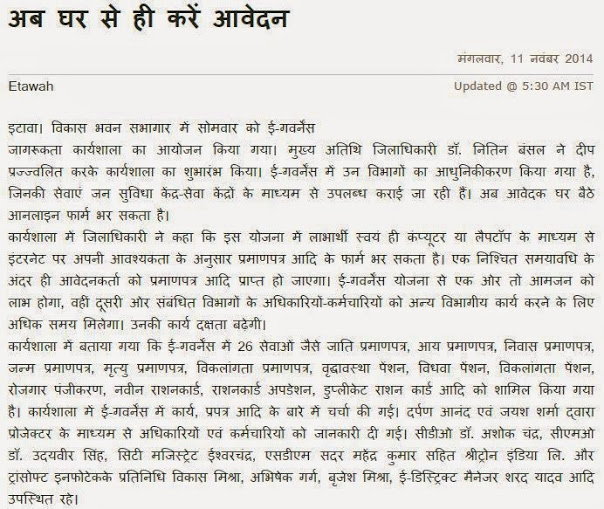 अब घर से ही करें आवेदन
मंगलवार, 11 नवंबर 2014
Etawah
Updated @ 5:30 AM IST
इटावा। विकास भवन सभागार में सोमवार को ई-गवर्नेंस
जागरूकता कार्यशाला का आयोजन किया गया। मुख्य अतिथि जिलाधिकारी डॉ. नितिन बंसल ने दीप
प्रज्ज्वलित करके कार्यशाला का शुभारंभ किया। ई-गवर्नेंस में उन विभागों का आधुनिकीकरण किया गया है,
जिनकी सेवाएं जन सुविधा केंद्र-सेवा केंद्रों के माध्यम से उपलब्ध कराई जा रही हैं। अब आवेदक घर बैठे
आनलाइन फार्म भर सकता है।
कार्यशाला में जिलाधिकारी ने कहा कि इस योजना में लाभार्थी स्वयं ही कंप्यूटर या लैपटॉप के माध्यम से
इंटरनेट पर अपनी आवश्यकता के अनुसार प्रमाणपत्र आदि के फार्म भर सकता है। एक निश्चित समयावधि के
अंदर ही आवेदनकर्ता को प्रमाणपत्र आदि प्राप्त हो जाएगा। ई-गवर्नेंस योजना से एक ओर तो आमजन को
लाभ होगा, वहीं दूसरी ओर संबंधित विभागों के अधिकारियों-कर्मचारियों को अन्य विभागीय कार्य करने के लिए
अधिक समय मिलेगा। उनकी कार्य दक्षता बढ़ेगी।
कार्यशाला में बताया गया कि ई-गवर्नेंस में 26 सेवाओं जैसे जाति प्रमाणपत्र, आय प्रमाणपत्र, निवास प्रमाणपत्र,
जन्म प्रमाणपत्र, मृत्यु प्रमाणपत्र, विकलांगता प्रमाणपत्र, वृद्धावस्था पेंशन, विधवा पेंशन, विकलांगता पेंशन,
रोजगार पंजीकरण, नवीन राशनकार्ड, राशनकार्ड अपडेशन, डुप्लीकेट राशन कार्ड आदि को शामिल किया गया
है। कार्यशाला में ई-गवर्नेंस में कार्य, प्रपत्र आदि के बारे में चर्चा की गई। दर्पण आनंद एवं जयश शर्मा द्वारा
प्रोजेक्टर के माध्यम से अधिकारियों एवं कर्मचारियों को जानकारी दी गई। सीडीओ डॉ. अशोक चंद्र, सीएमओ
डॉ. उदयवीर सिंह, सिटी मजिस्ट्रेट ईश्वरचंद्र, एसडीएम सदर महेंद्र कुमार सहित श्रीट्रोन इंडिया लि. और
ट्रांसोफ्ट इनफोटेकके प्रतिनिधि विकास मिश्रा, अभिषेक गर्ग, बृजेश मिश्रा, ई-डिस्ट्रिक्ट मैनेजर शरद यादव आदि
उपस्थित रहे।